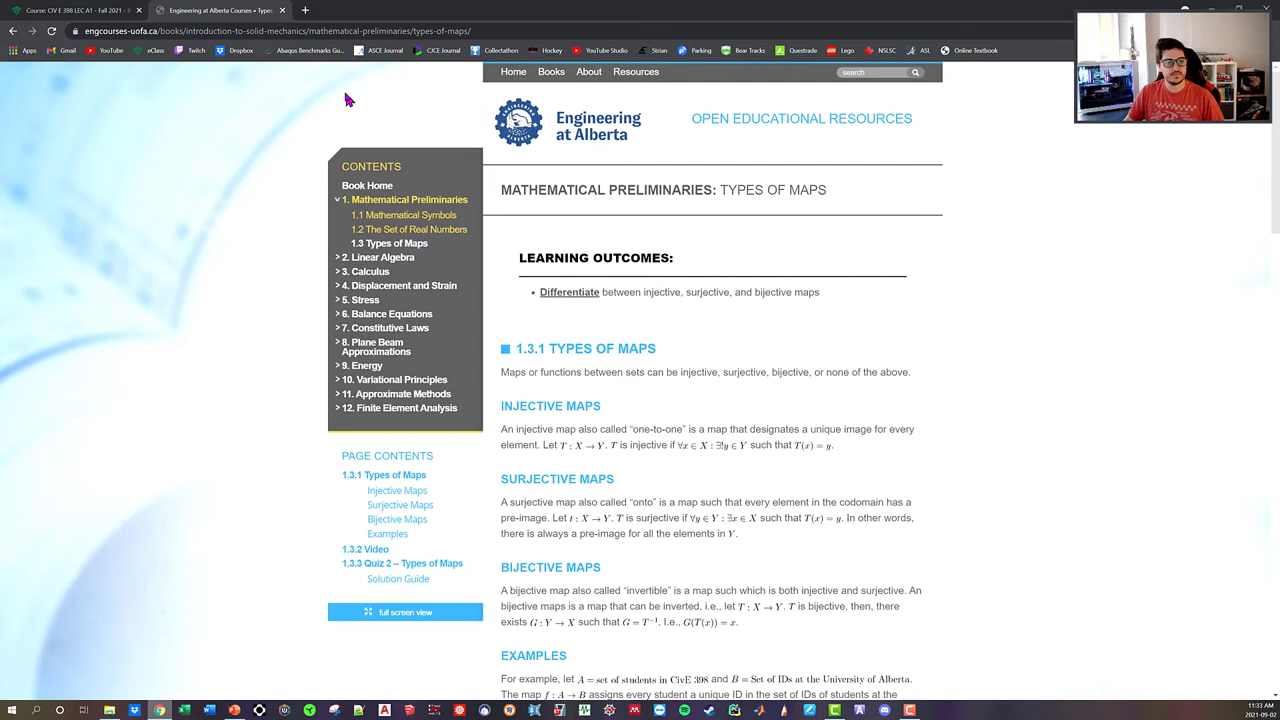 Course: CIV E 398 LEC A1 - Fall 2021 -
Engineering at Alberta Courses » Types
engcourses-uofa.ca/books/introduction-to-solid-mechanics/mathematical-preliminaries/types-of-maps/
Apps Gmail YouTube eClass Twitch Dropbox Abaqus Benchmarks Gu... ASCE Journal CJCE Journal Collectathon Hockey YouTube Studio Strian Parking Bear Tracks Questrade Lego NSLSC ASL Online Textbook
Home Books About Resources
search
Engineering
at Alberta
OPEN EDUCATIONAL RESOURCES
CONTENTS
Book Home
1. Mathematical Preliminaries
1.1 Mathematical Symbols
1.2 The Set of Real Numbers
1.3 Types of Maps
2. Linear Algebra
3. Calculus
4. Displacement and Strain
5. Stress
6. Balance Equations
7. Constitutive Laws
8. Plane Beam
Approximations
9. Energy
10. Variational Principles
11. Approximate Methods
12. Finite Element Analysis
PAGE CONTENTS
1.3.1 Types of Maps
Injective Maps
Surjective Maps
Bijective Maps
Examples
1.3.2 Video
1.3.3 Quiz 2 – Types of Maps
Solution Guide
full screen view
MATHEMATICAL PRELIMINARIES: TYPES OF MAPS
LEARNING OUTCOMES:
• Differentiate between injective, surjective, and bijective maps
1.3.1 TYPES OF MAPS
Maps or functions between sets can be injective, surjective, bijective, or none of the above.
INJECTIVE MAPS
An injective map also called “one-to-one” is a map that designates a unique image for every
element. Let T : X → Y. T is injective if ∀x ∈ X : ∃!y ∈ Y such that T(x) = y.
SURJECTIVE MAPS
A surjective map also called “onto” is a map such that every element in the codomain has a
pre-image. Let t : X → Y. T is surjective if ∀y ∈ Y : ∃x ∈ X such that T(x) = y. In other words,
there is always a pre-image for all the elements in Y.
BIJECTIVE MAPS
A bijective map also called “invertible” is a map such which is both injective and surjective. An
bijective maps is a map that can be inverted, i.e., let T : X → Y. T is bijective, then, there
exists G : Y → X such that G = T⁻¹. I.e., G(T(x)) = x.
EXAMPLES
For example, let A = set of students in CivE 398 and B = Set of IDs at the University of Alberta.
The map f : A → B assigns every student a unique ID in the set of IDs of students at the
11:33 AM
2021-09-02